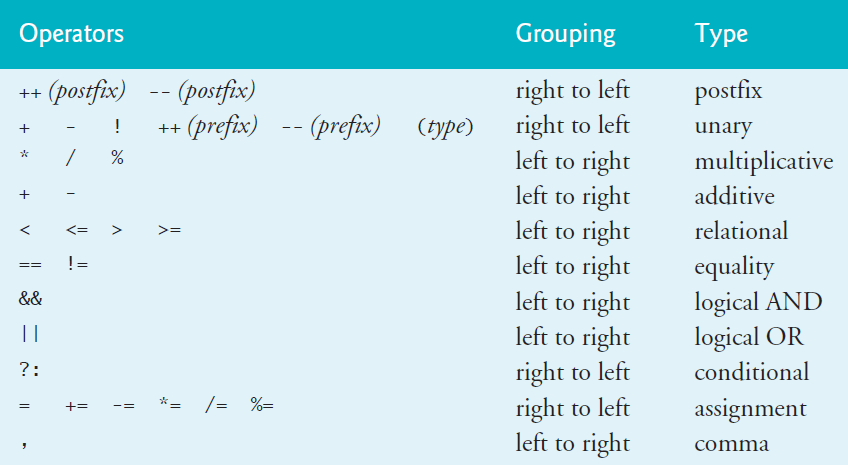 Operators Grouping Type
++ (postfix) -- (postfix) right to left postfix
+ - ! ++ (prefix) -- (prefix) (type) right to left unary
* / % left to right multiplicative
+ - left to right additive
< <= > >= left to right relational
== != left to right equality
&& left to right logical AND
|| left to right logical OR
?: right to left conditional
= += -= *= /= %= right to left assignment
, left to right comma